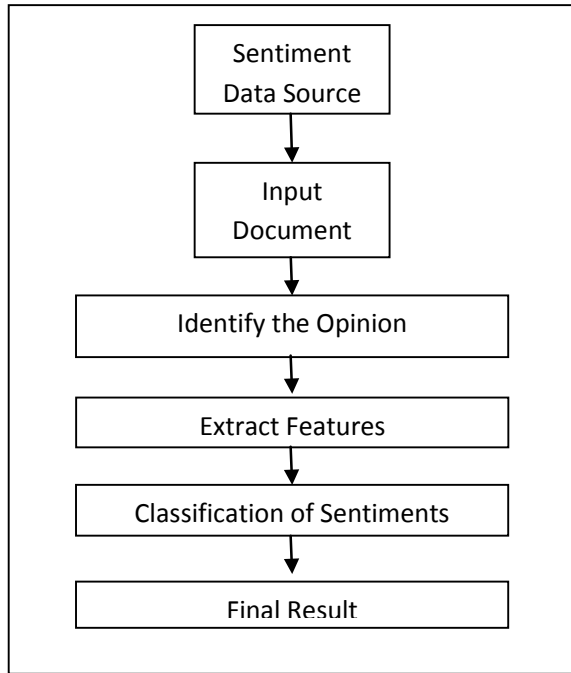 Sentiment
Data Source
Input
Document
Identify the Opinion
Extract Features
Classification of Sentiments
Final Result